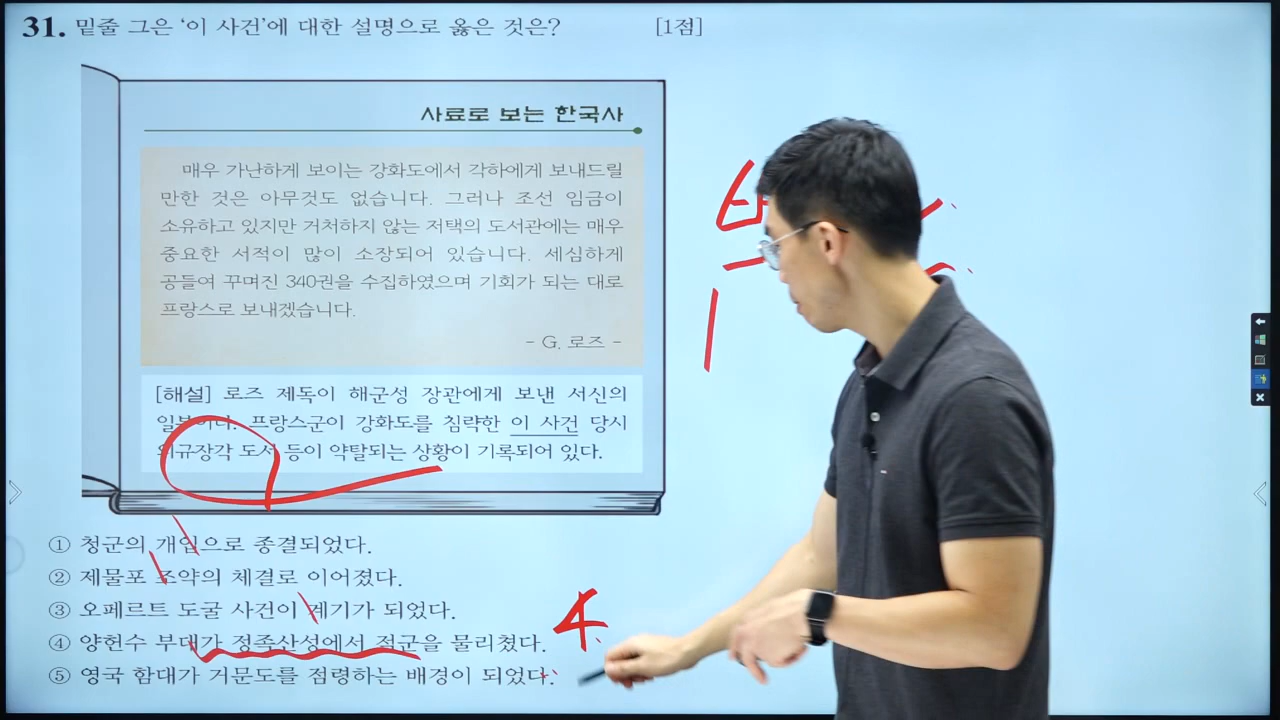 31. 밑줄 그은 '이 사건'에 대한 설명으로 옳은 것은? [1점]
사료로 보는 한국사
매우 가난하게 보이는 강화도에서 각하에게 보내드릴
만한 것은 아무것도 없습니다. 그러나 조선 임금이
소유하고 있지만 거처하지 않는 저택의 도서관에는 매우
중요한 서적이 많이 소장되어 있습니다. 세심하게
공들여 꾸며진 340권을 수집하였으며 기회가 되는 대로
프랑스로 보내겠습니다.
- G. 로즈 -
[해설] 로즈 제독이 해군성 장관에게 보낸 서신의
일부이다. 프랑스군이 강화도를 침략한 이 사건 당시
외규장각 도서 등이 약탈되는 상황이 기록되어 있다.
① 청군의 개입으로 종결되었다.
② 제물포 조약의 체결로 이어졌다.
③ 오페르트 도굴 사건이 계기가 되었다.
④ 양헌수 부대가 정족산성에서 적군을 물리쳤다.
⑤ 영국 함대가 거문도를 점령하는 배경이 되었다.
4.